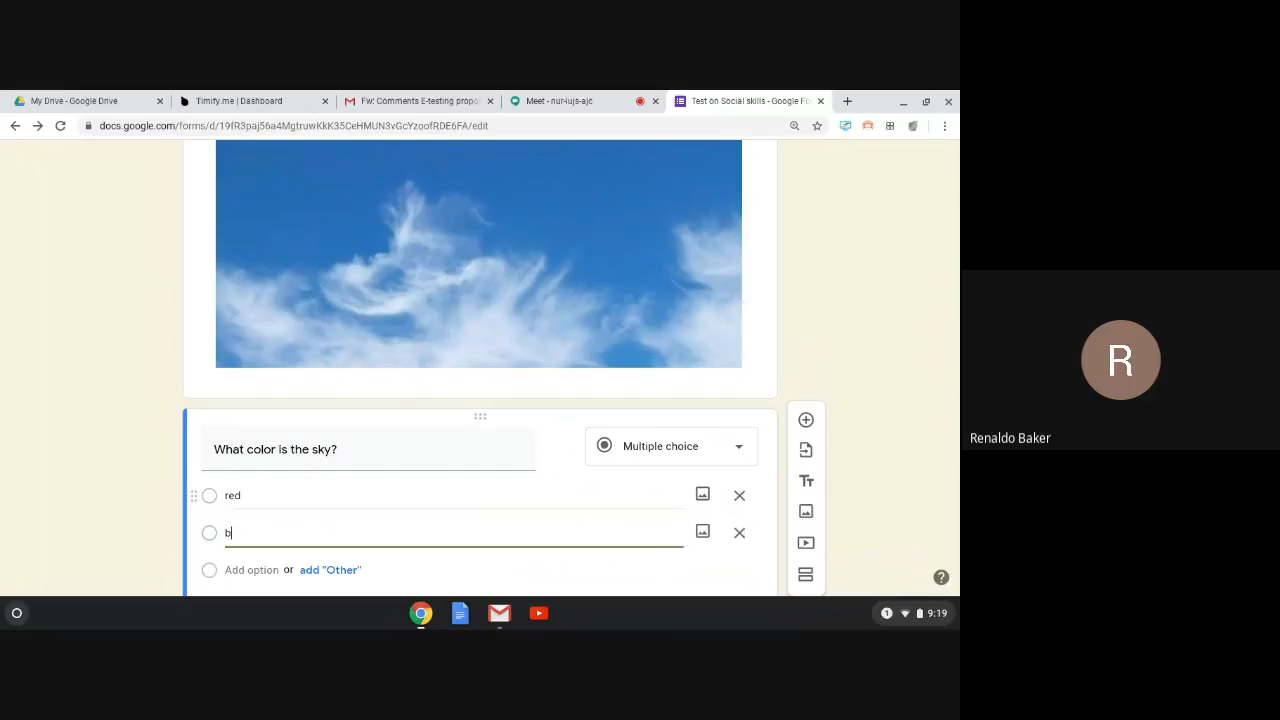 My Drive - Google Drive
Timify.me | Dashboard
Fw: Comments E-testing propo
Meet - nur-iujs-ajc
Test on Social skills - Google Fo
docs.google.com/forms/d/19fR3paj56a4MgtruwKkK35CeHMUN3vGcYzoofRDE6FA/edit
What color is the sky?
Multiple choice
red
b
Add option or add "Other"
Tт
?
1
9:19
R
Renaldo Baker